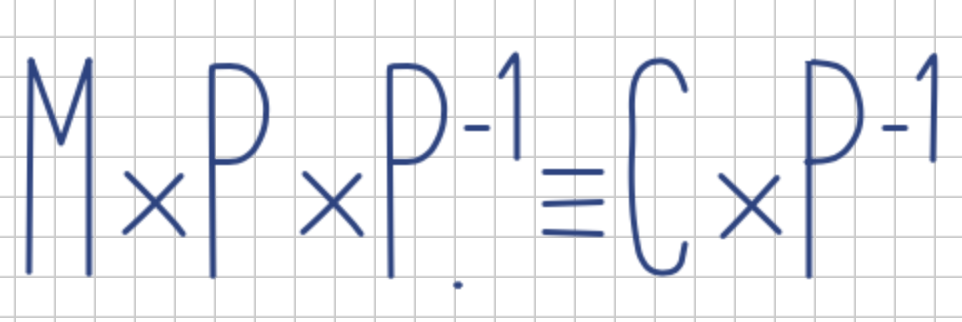 M × P × P⁻¹ ≡ C × P⁻¹